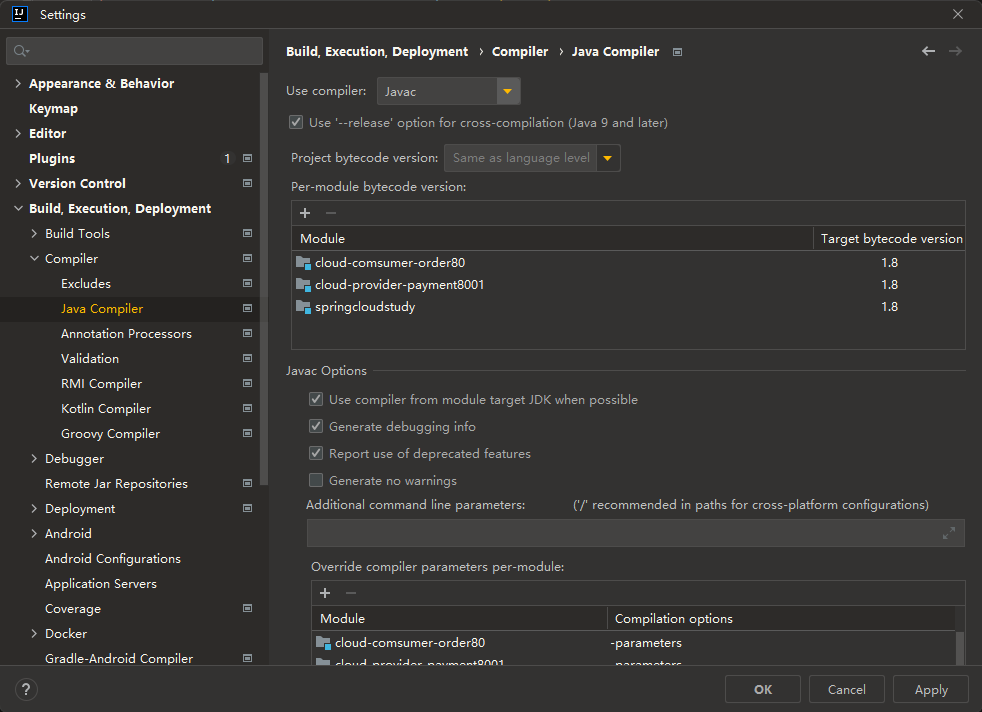 IJ Settings
Build, Execution, Deployment › Compiler › Java Compiler
Appearance & Behavior
Keymap
Editor
Plugins 1
Version Control
Build, Execution, Deployment
Build Tools
Compiler
Excludes
Java Compiler
Annotation Processors
Validation
RMI Compiler
Kotlin Compiler
Groovy Compiler
Debugger
Remote Jar Repositories
Deployment
Android
Android Configurations
Application Servers
Coverage
Docker
Gradle-Android Compiler
Use compiler: Javac
Use '--release' option for cross-compilation (Java 9 and later)
Project bytecode version: Same as language level
Per-module bytecode version:
Module Target bytecode version
cloud-comsumer-order80 1.8
cloud-provider-payment8001 1.8
springcloudstudy 1.8
Javac Options
Use compiler from module target JDK when possible
Generate debugging info
Report use of deprecated features
Generate no warnings
Additional command line parameters: ('/' recommended in paths for cross-platform configurations)
Override compiler parameters per-module:
Module Compilation options
cloud-comsumer-order80 -parameters
cloud-provider-payment8001 -parameters
? OK Cancel Apply